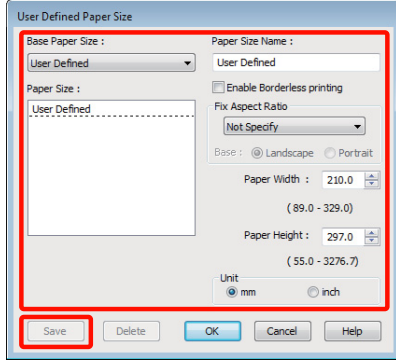 User Defined Paper Size
Base Paper Size :
User Defined
Paper Size :
User Defined
Paper Size Name :
User Defined
Enable Borderless printing
Fix Aspect Ratio
Not Specify
Base : Landscape Portrait
Paper Width : 210.0
( 89.0 - 329.0)
Paper Height : 297.0
( 55.0 - 3276.7)
Unit
mm inch
Save Delete OK Cancel Help